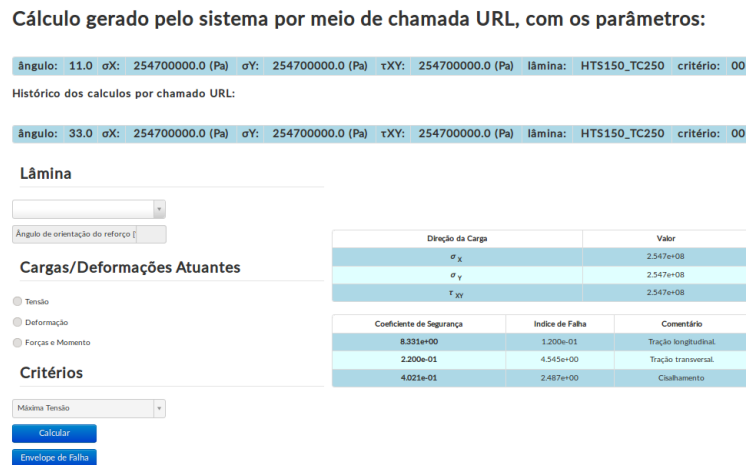 Cálculo gerado pelo sistema por meio de chamada URL, com os parâmetros:
ângulo: 11.0 σX: 254700000.0 (Pa) σY: 254700000.0 (Pa) τXY: 254700000.0 (Pa) lâmina: HTS150_TC250 critério: 00
Histórico dos calculos por chamado URL:
ângulo: 33.0 σX: 254700000.0 (Pa) σY: 254700000.0 (Pa) τXY: 254700000.0 (Pa) lâmina: HTS150_TC250 critério: 00
Lâmina
Ângulo de orientação do reforço [
Cargas/Deformações Atuantes
Tensão
Deformação
Forças e Momento
Critérios
Máxima Tensão
Calcular
Envelope de Falha
Direção da Carga Valor
σ X 2.547e+08
σ Y 2.547e+08
τ XY 2.547e+08
Coeficiente de Segurança Indice de Falha Comentário
8.331e+00 1.200e-01 Tração longitudinal.
2.200e-01 4.545e+00 Tração transversal.
4.021e-01 2.487e+00 Cisalhamento